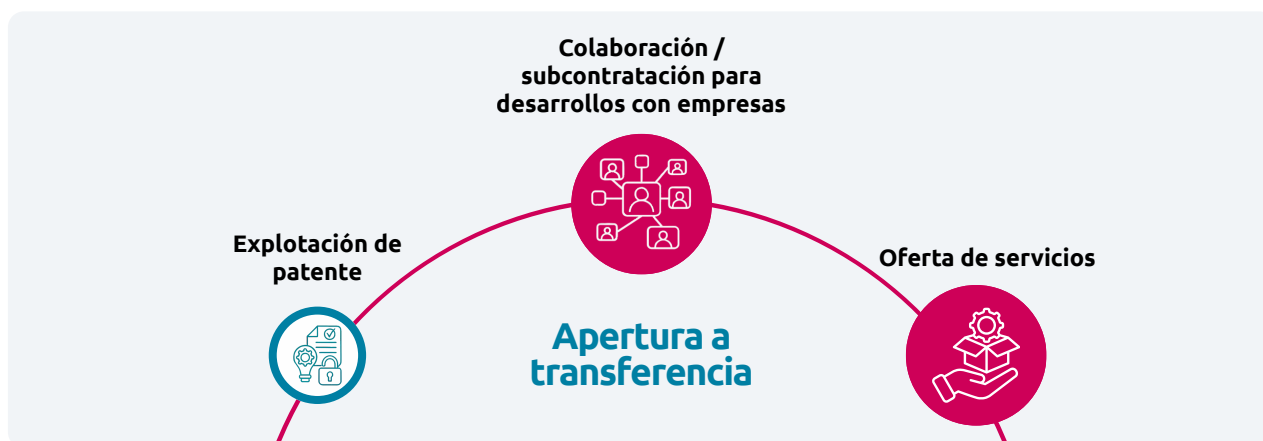 Colaboración /
subcontratación para
desarrollos con empresas
Explotación de
patente
Oferta de servicios
Apertura a
transferencia